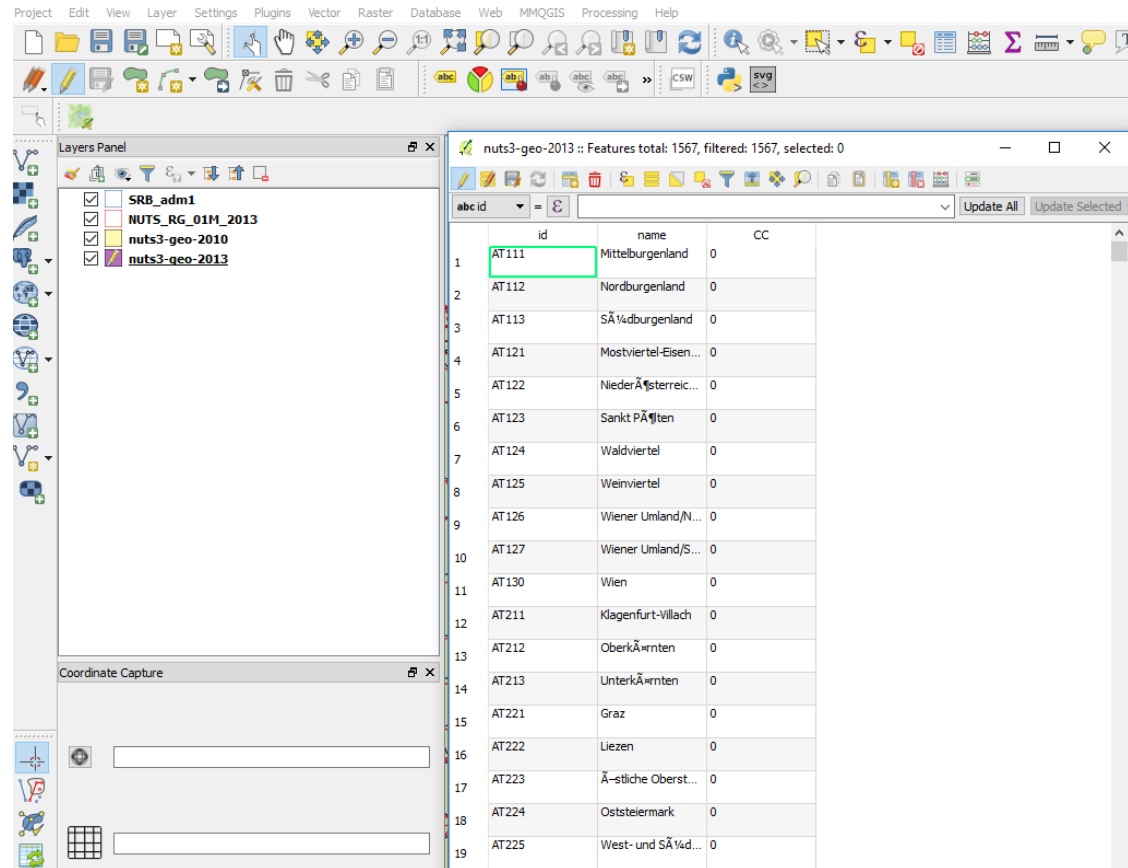 Project Edit View Layer Settings Plugins Vector Raster Database Web MMQGIS Processing Help
1:1
abc ab abc abc abc » CSW svg
<>
Layers Panel
SRB_adm1
NUTS_RG_01M_2013
nuts3-geo-2010
nuts3-geo-2013
Coordinate Capture
nuts3-geo-2013 :: Features total: 1567, filtered: 1567, selected: 0
abc id = ε Update All Update Selected
id name CC
1 AT111 Mittelburgenland 0
2 AT112 Nordburgenland 0
3 AT113 SÃ¼dburgenland 0
4 AT121 Mostviertel-Eisen... 0
5 AT122 NiederÃ¶sterreic... 0
6 AT123 Sankt PÃ¶lten 0
7 AT124 Waldviertel 0
8 AT125 Weinviertel 0
9 AT126 Wiener Umland/N... 0
10 AT127 Wiener Umland/S... 0
11 AT130 Wien 0
12 AT211 Klagenfurt-Villach 0
13 AT212 OberkÃ¤rnten 0
14 AT213 UnterkÃ¤rnten 0
15 AT221 Graz 0
16 AT222 Liezen 0
17 AT223 Ã–stliche Oberst... 0
18 AT224 Oststeiermark 0
19 AT225 West- und SÃ¼d... 0